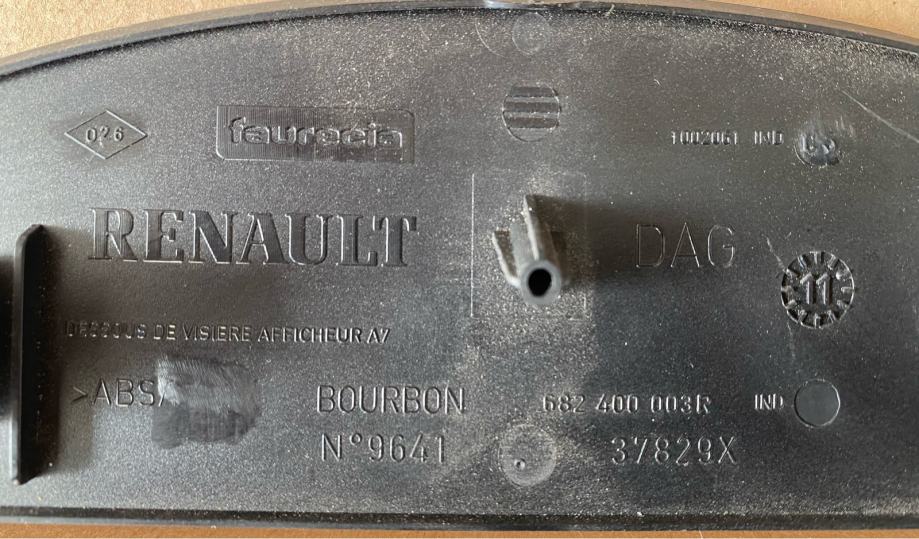 026
faurecia
1002061 IND
RENAULT
DAG
11
DESSOUS DE VISIERE AFFICHEUR A7
>ABS/
BOURBON
682 400 003R IND
N°9641
37829X